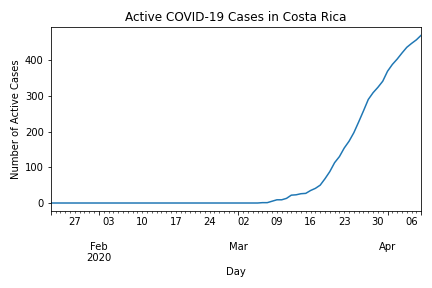 Active COVID-19 Cases in Costa Rica
Number of Active Cases
400
300
200
100
0
27 03 10 17 24 02 09 16 23 30 06
Feb Mar Apr
2020
Day